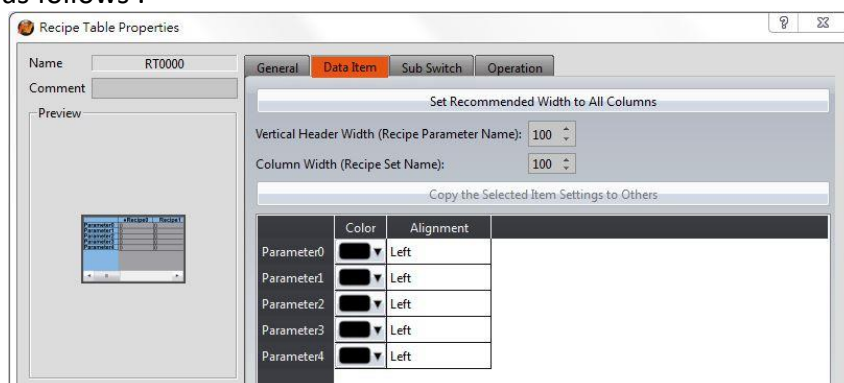 as follows :
Recipe Table Properties
Name RT0000
Comment
Preview
General Data Item Sub Switch Operation
Set Recommended Width to All Columns
Vertical Header Width (Recipe Parameter Name): 100
Column Width (Recipe Set Name): 100
Copy the Selected Item Settings to Others
Color Alignment
Parameter0 Left
Parameter1 Left
Parameter2 Left
Parameter3 Left
Parameter4 Left